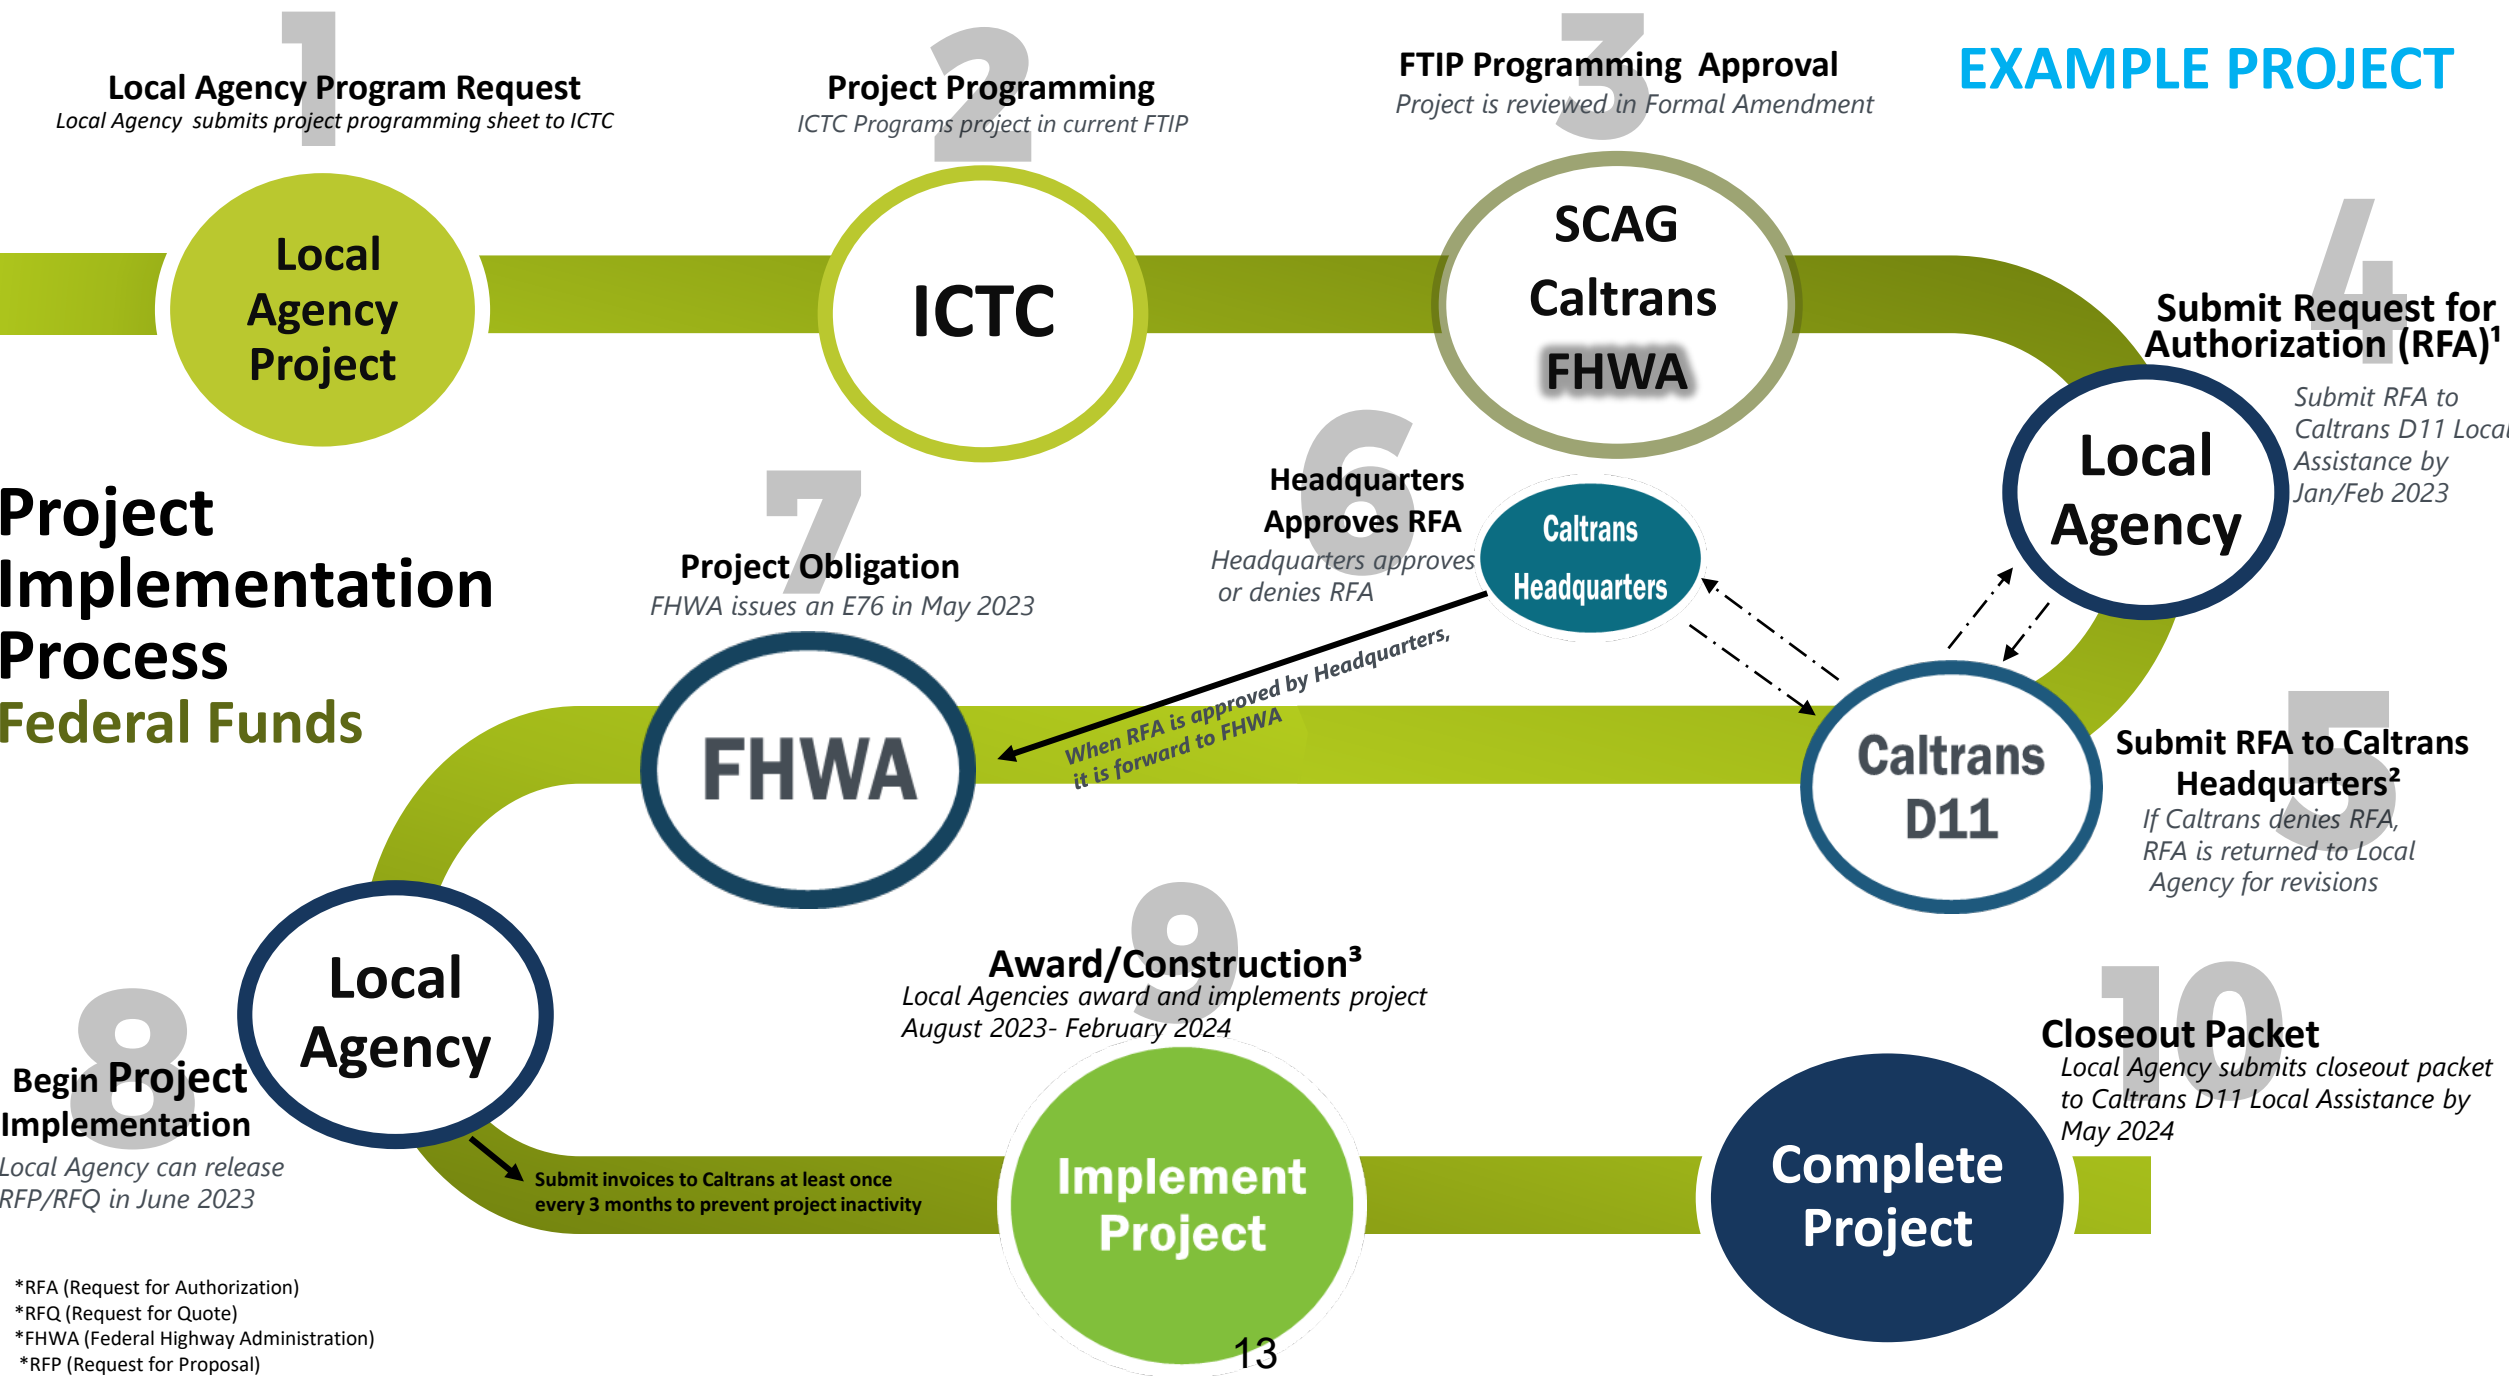 EXAMPLE PROJECT
1
Local Agency Program Request
Local Agency submits project programming sheet to ICTC
Local
Agency
Project
2
Project Programming
ICTC Programs project in current FTIP
ICTC
3
FTIP Programming Approval
Project is reviewed in Formal Amendment
SCAG
Caltrans
FHWA
4
Submit Request for
Authorization (RFA)¹
Submit RFA to
Caltrans D11 Local
Assistance by
Jan/Feb 2023
Local
Agency
Project
Implementation
Process
Federal Funds
5
Submit RFA to Caltrans
Headquarters²
If Caltrans denies RFA,
RFA is returned to Local
Agency for revisions
Caltrans
D11
6
Headquarters
Approves RFA
Headquarters approves
or denies RFA
Caltrans
Headquarters
When RFA is approved by Headquarters,
it is forward to FHWA
7
Project Obligation
FHWA issues an E76 in May 2023
FHWA
8
Begin Project
Implementation
Local Agency can release
RFP/RFQ in June 2023
Local
Agency
Submit invoices to Caltrans at least once
every 3 months to prevent project inactivity
9
Award/Construction³
Local Agencies award and implements project
August 2023- February 2024
Implement
Project
10
Closeout Packet
Local Agency submits closeout packet
to Caltrans D11 Local Assistance by
May 2024
Complete
Project
*RFA (Request for Authorization)
*RFQ (Request for Quote)
*FHWA (Federal Highway Administration)
*RFP (Request for Proposal)
13